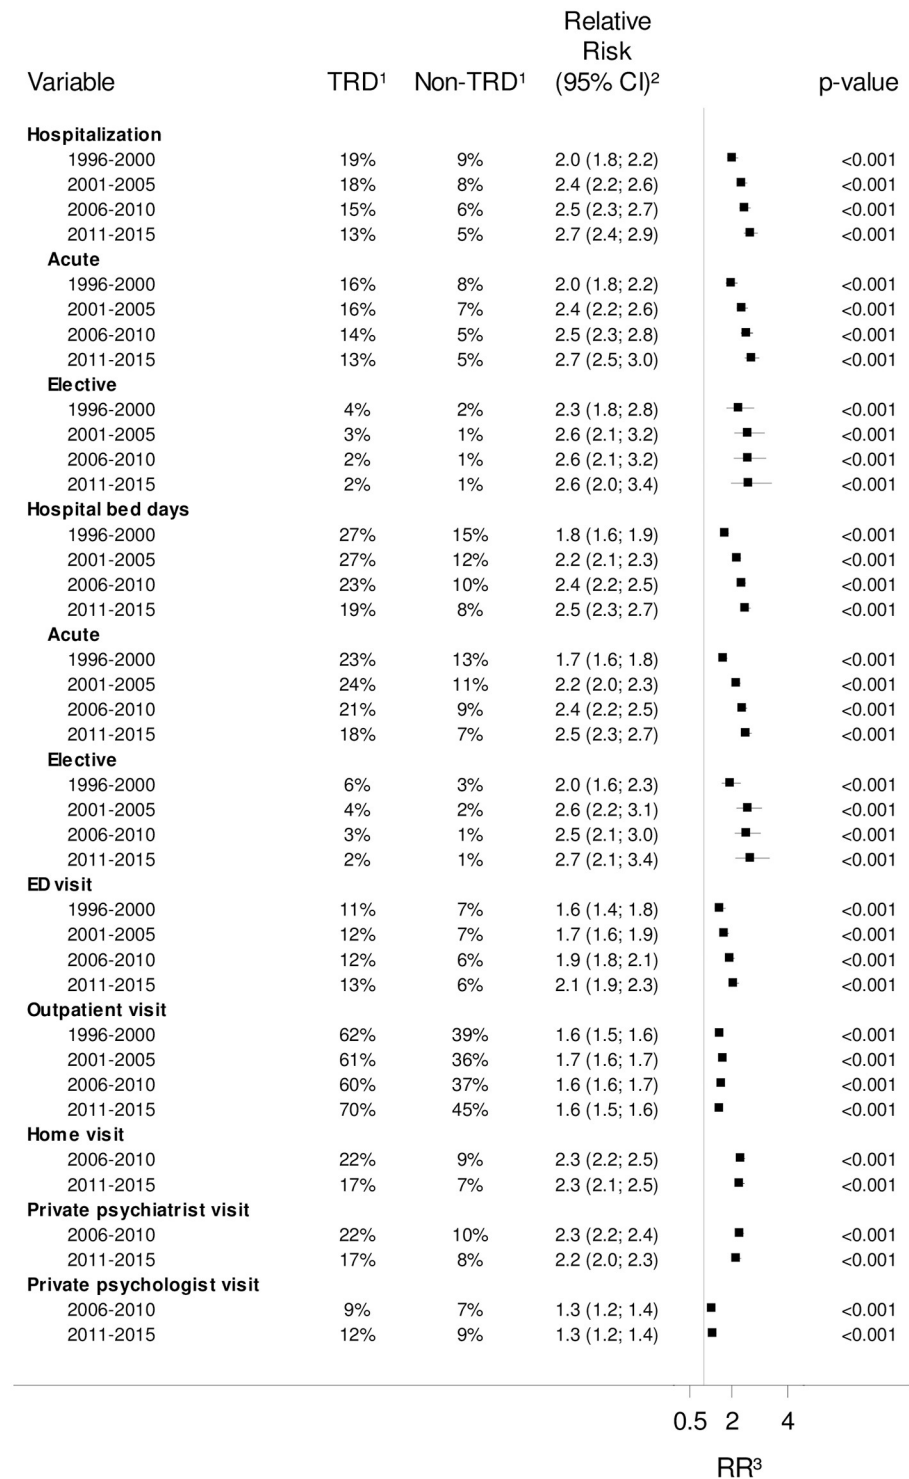 Relative
Risk
Variable TRD¹ Non-TRD¹ (95% CI)² p-value
Hospitalization
1996-2000 19% 9% 2.0 (1.8; 2.2) <0.001
2001-2005 18% 8% 2.4 (2.2; 2.6) <0.001
2006-2010 15% 6% 2.5 (2.3; 2.7) <0.001
2011-2015 13% 5% 2.7 (2.4; 2.9) <0.001
Acute
1996-2000 16% 8% 2.0 (1.8; 2.2) <0.001
2001-2005 16% 7% 2.4 (2.2; 2.6) <0.001
2006-2010 14% 5% 2.5 (2.3; 2.8) <0.001
2011-2015 13% 5% 2.7 (2.5; 3.0) <0.001
Elective
1996-2000 4% 2% 2.3 (1.8; 2.8) <0.001
2001-2005 3% 1% 2.6 (2.1; 3.2) <0.001
2006-2010 2% 1% 2.6 (2.1; 3.2) <0.001
2011-2015 2% 1% 2.6 (2.0; 3.4) <0.001
Hospital bed days
1996-2000 27% 15% 1.8 (1.6; 1.9) <0.001
2001-2005 27% 12% 2.2 (2.1; 2.3) <0.001
2006-2010 23% 10% 2.4 (2.2; 2.5) <0.001
2011-2015 19% 8% 2.5 (2.3; 2.7) <0.001
Acute
1996-2000 23% 13% 1.7 (1.6; 1.8) <0.001
2001-2005 24% 11% 2.2 (2.0; 2.3) <0.001
2006-2010 21% 9% 2.4 (2.2; 2.5) <0.001
2011-2015 18% 7% 2.5 (2.3; 2.7) <0.001
Elective
1996-2000 6% 3% 2.0 (1.6; 2.3) <0.001
2001-2005 4% 2% 2.6 (2.2; 3.1) <0.001
2006-2010 3% 1% 2.5 (2.1; 3.0) <0.001
2011-2015 2% 1% 2.7 (2.1; 3.4) <0.001
ED visit
1996-2000 11% 7% 1.6 (1.4; 1.8) <0.001
2001-2005 12% 7% 1.7 (1.6; 1.9) <0.001
2006-2010 12% 6% 1.9 (1.8; 2.1) <0.001
2011-2015 13% 6% 2.1 (1.9; 2.3) <0.001
Outpatient visit
1996-2000 62% 39% 1.6 (1.5; 1.6) <0.001
2001-2005 61% 36% 1.7 (1.6; 1.7) <0.001
2006-2010 60% 37% 1.6 (1.6; 1.7) <0.001
2011-2015 70% 45% 1.6 (1.5; 1.6) <0.001
Home visit
2006-2010 22% 9% 2.3 (2.2; 2.5) <0.001
2011-2015 17% 7% 2.3 (2.1; 2.5) <0.001
Private psychiatrist visit
2006-2010 22% 10% 2.3 (2.2; 2.4) <0.001
2011-2015 17% 8% 2.2 (2.0; 2.3) <0.001
Private psychologist visit
2006-2010 9% 7% 1.3 (1.2; 1.4) <0.001
2011-2015 12% 9% 1.3 (1.2; 1.4) <0.001
0.5 2 4
RR³